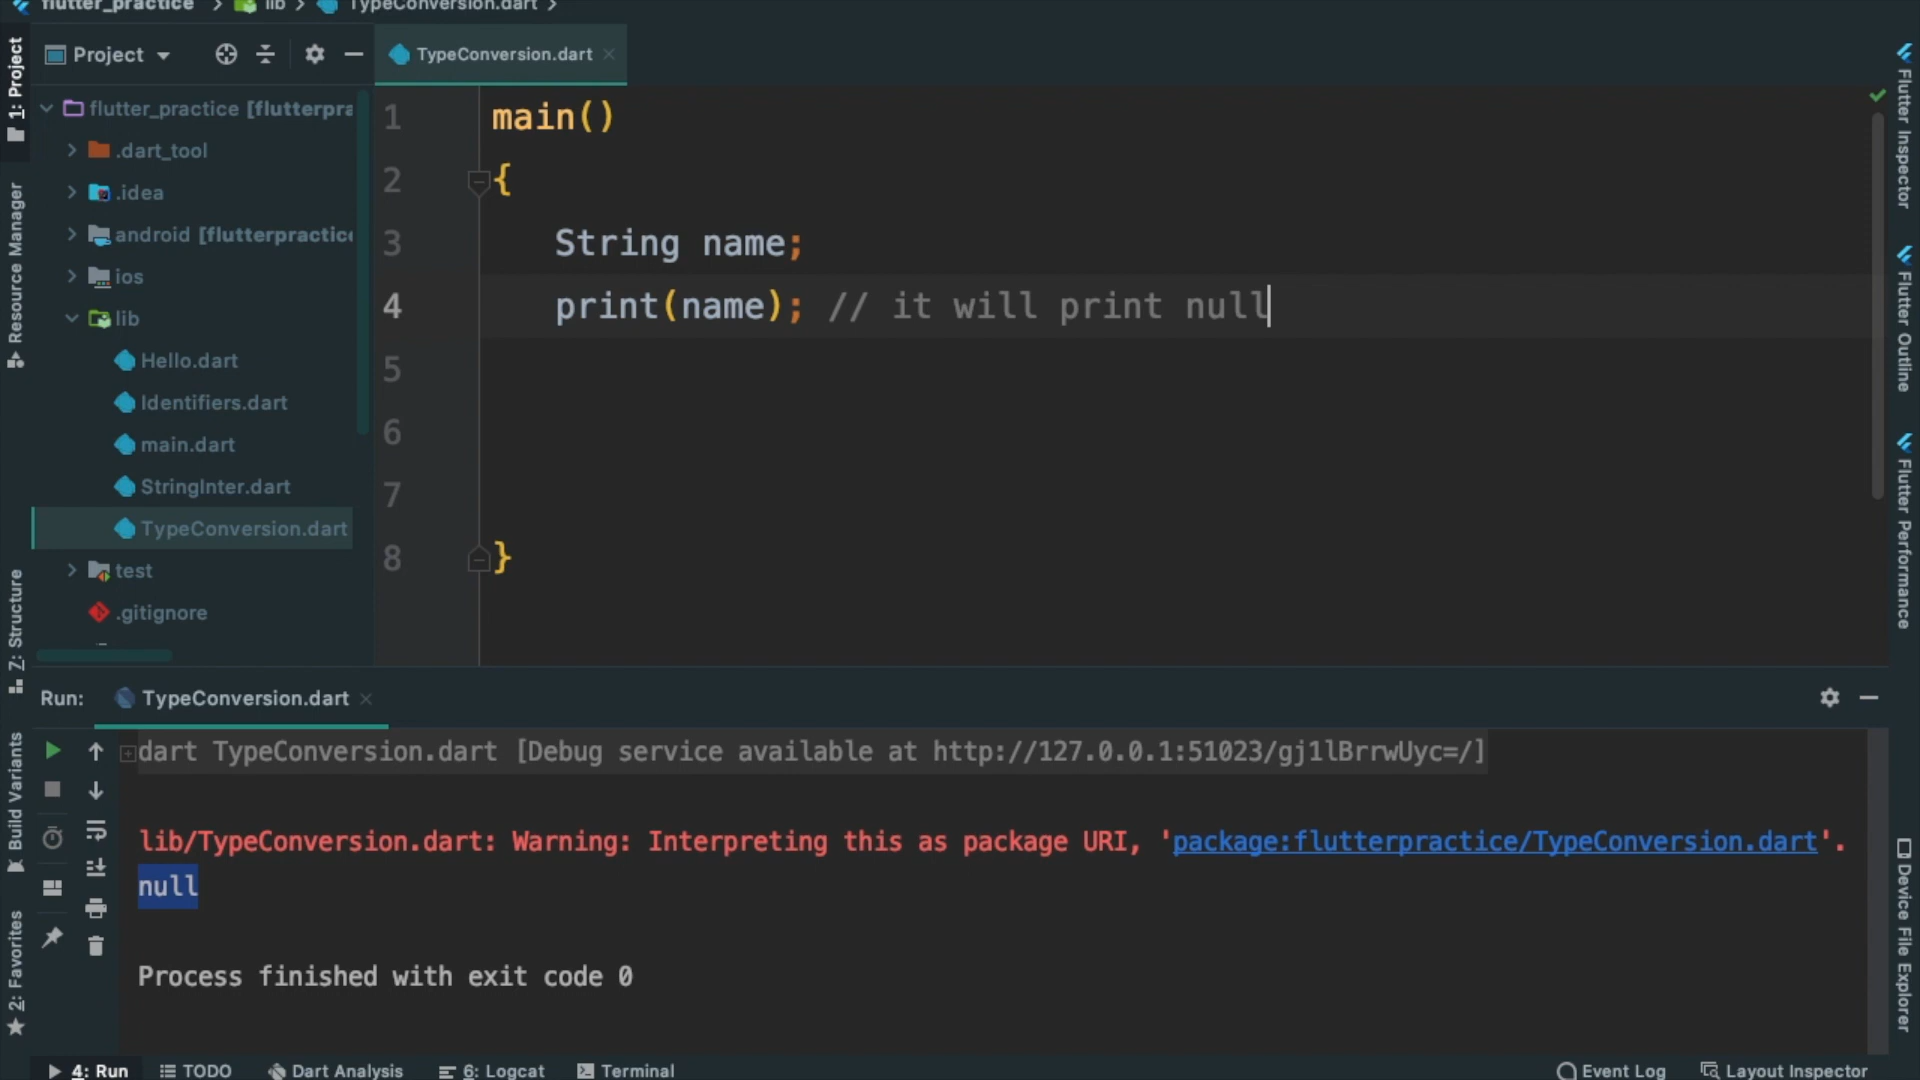 flutter_practice lib TypeConversion.dart
Project
TypeConversion.dart
1: Project
Resource Manager
Z: Structure
Build Variants
2: Favorites
flutter_practice [flutterpra
.dart_tool
.idea
android [flutterpractice
ios
lib
Hello.dart
Identifiers.dart
main.dart
StringInter.dart
TypeConversion.dart
test
.gitignore
1 main()
2 {
3 String name;
4 print(name); // it will print null
5
6
7
8 }
Flutter Inspector
Flutter Outline
Flutter Performance
Device File Explorer
Run: TypeConversion.dart
dart TypeConversion.dart [Debug service available at http://127.0.0.1:51023/gj1lBrrwUyc=/]
lib/TypeConversion.dart: Warning: Interpreting this as package URI, 'package:flutterpractice/TypeConversion.dart'.
null
Process finished with exit code 0
4: Run TODO Dart Analysis 6: Logcat Terminal Event Log Layout Inspector